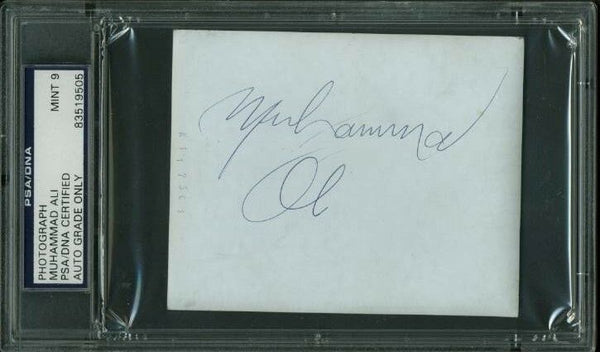 PSA/DNA
MINT 9
83519505
PHOTOGRAPH
MUHAMMAD ALI
PSA/DNA CERTIFIED
AUTO GRADE ONLY
Muhammad
Ali